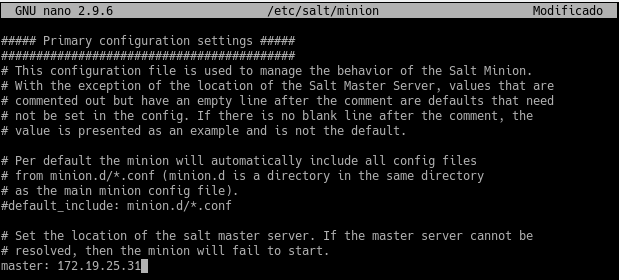 GNU nano 2.9.6 /etc/salt/minion Modificado
##### Primary configuration settings #####
##########################################
# This configuration file is used to manage the behavior of the Salt Minion.
# With the exception of the location of the Salt Master Server, values that are
# commented out but have an empty line after the comment are defaults that need
# not be set in the config. If there is no blank line after the comment, the
# value is presented as an example and is not the default.
# Per default the minion will automatically include all config files
# from minion.d/*.conf (minion.d is a directory in the same directory
# as the main minion config file).
#default_include: minion.d/*.conf
# Set the location of the salt master server. If the master server cannot be
# resolved, then the minion will fail to start.
master: 172.19.25.31